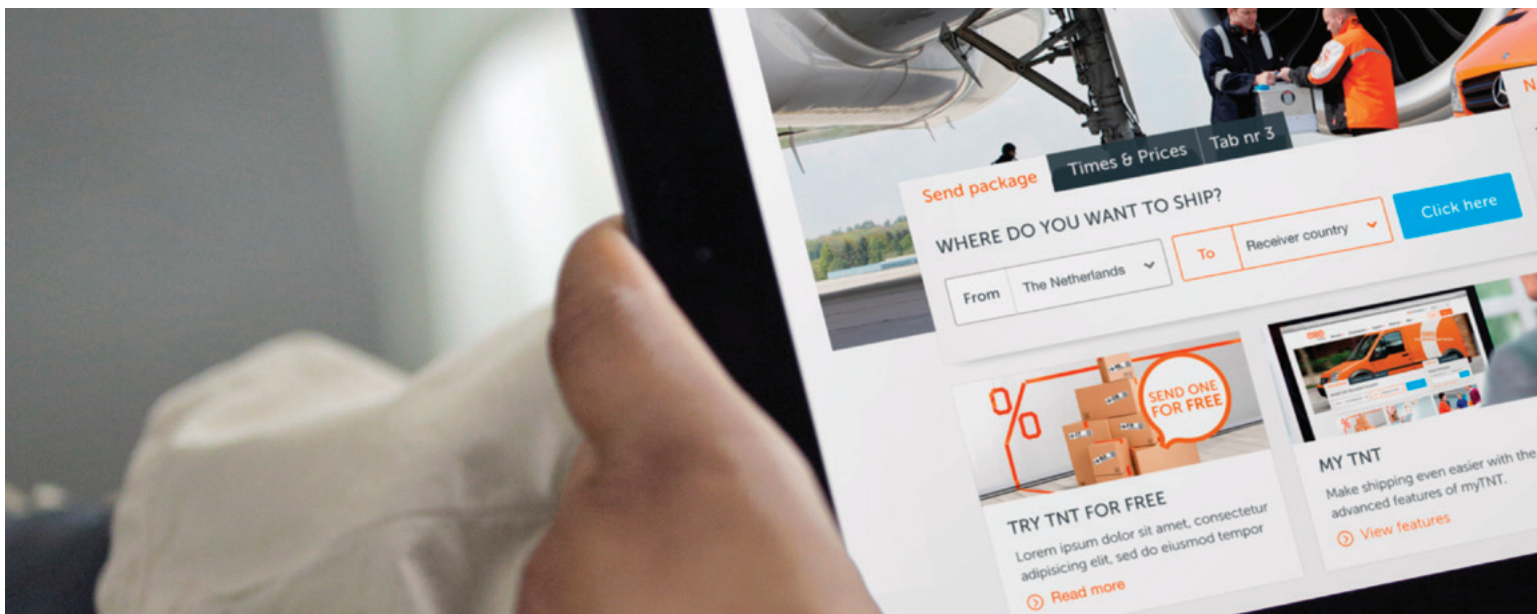 N
Send package
Times & Prices
Tab nr 3
WHERE DO YOU WANT TO SHIP?
From
The Netherlands
To
Receiver country
Click here
%
SEND ONE
FOR FREE
TRY TNT FOR FREE
Lorem ipsum dolor sit amet, consectetur
adipisicing elit, sed do eiusmod tempor
Read more
MY TNT
Make shipping even easier with the
advanced features of myTNT.
View features